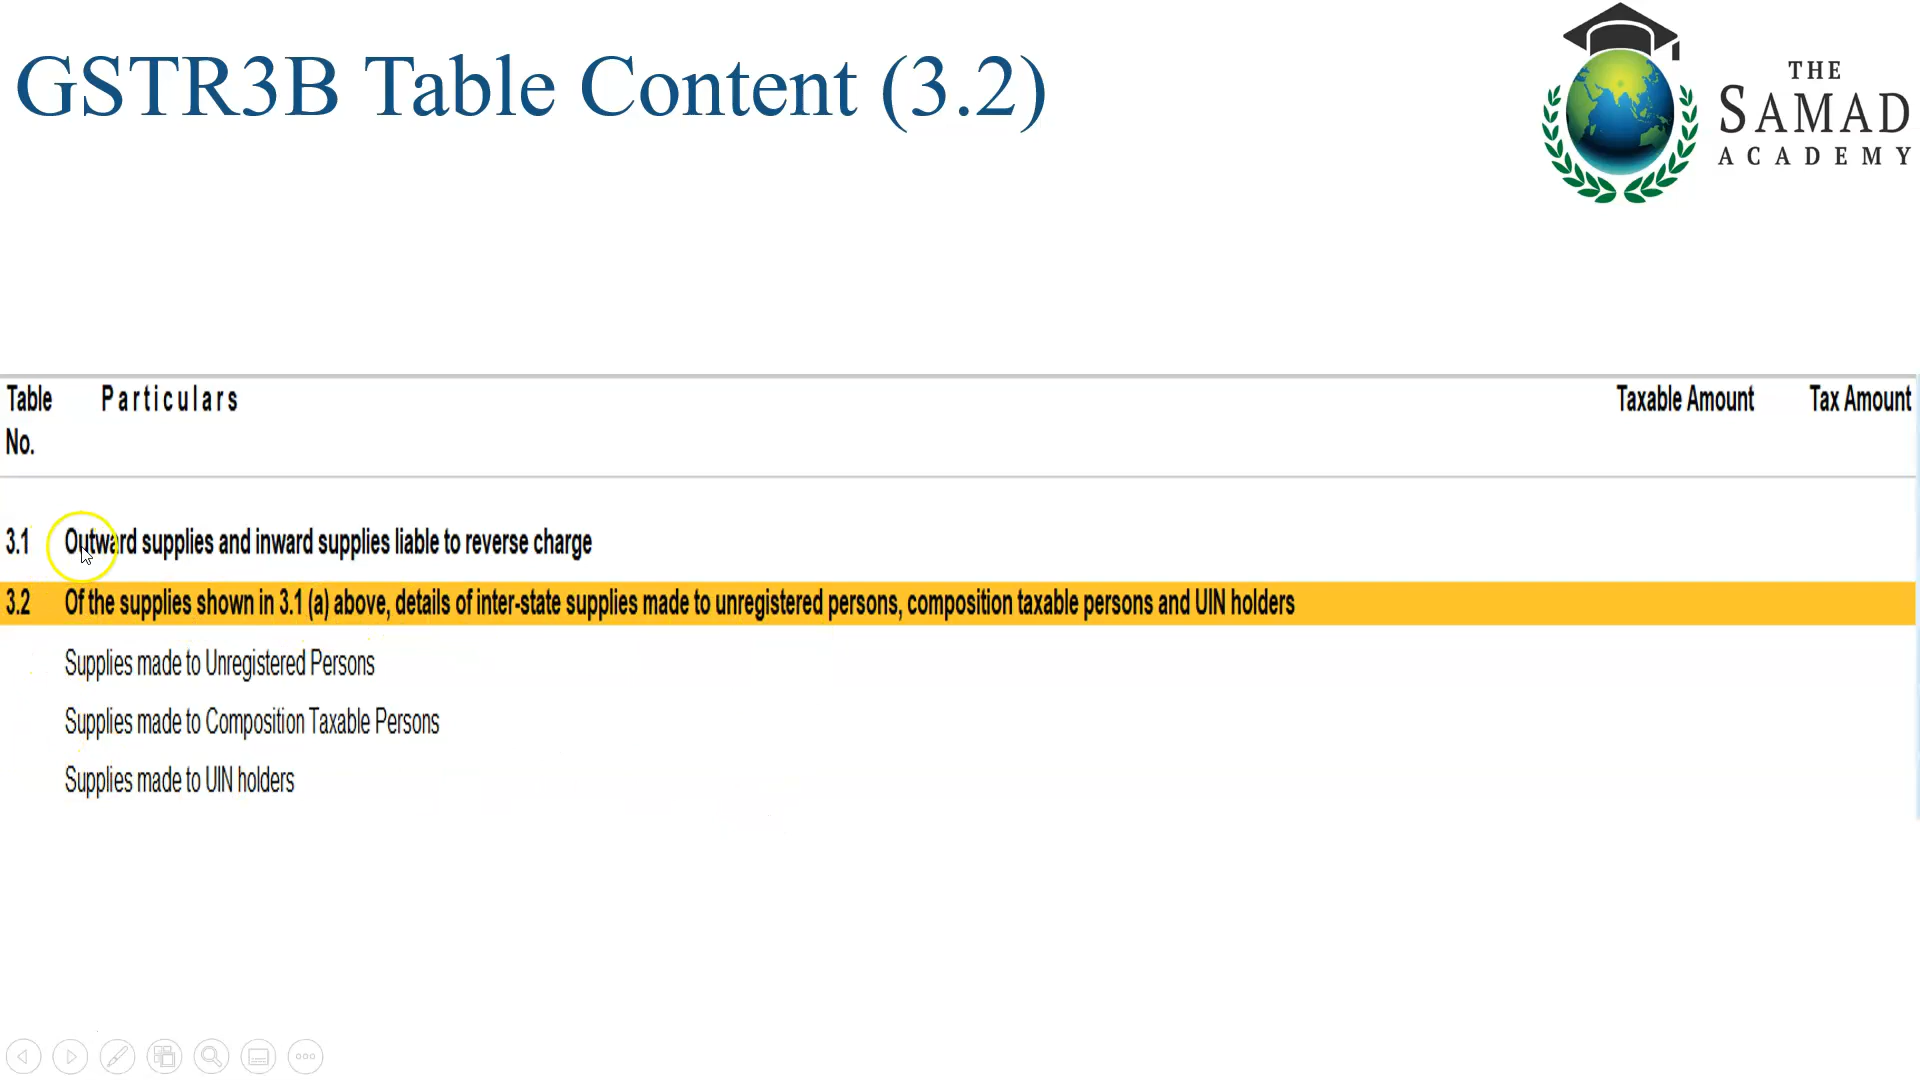 GSTR3B Table Content (3.2)
THE
SAMAD
ACADEMY
Table Particulars Taxable Amount Tax Amount
No.
3.1 Outward supplies and inward supplies liable to reverse charge
3.2 Of the supplies shown in 3.1 (a) above, details of inter-state supplies made to unregistered persons, composition taxable persons and UIN holders
Supplies made to Unregistered Persons
Supplies made to Composition Taxable Persons
Supplies made to UIN holders